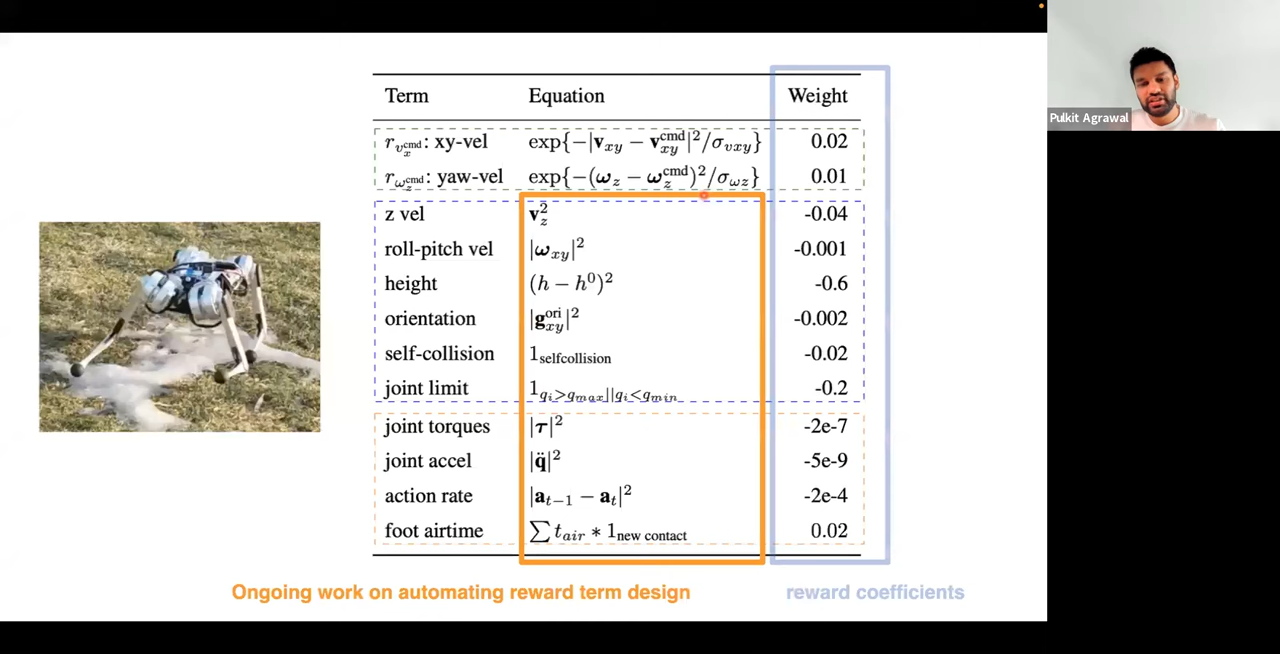 Term Equation Weight
r_{v_x^{cmd}}: xy-vel exp{−|v_{xy} − v_{xy}^{cmd}|²/σ_{vxy}} 0.02
r_{ω_z^{cmd}}: yaw-vel exp{−(ω_z − ω_z^{cmd})²/σ_{ωz}} 0.01
z vel v_z² -0.04
roll-pitch vel |ω_{xy}|² -0.001
height (h − h⁰)² -0.6
orientation |g_{xy}^{ori}|² -0.002
self-collision 1_{selfcollision} -0.02
joint limit 1_{q_i>q_{max}||q_i<q_{min}} -0.2
joint torques |τ|² -2e-7
joint accel |q̈|² -5e-9
action rate |a_{t−1} − a_t|² -2e-4
foot airtime ∑ t_{air} * 1_{new contact} 0.02
Ongoing work on automating reward term design reward coefficients
Pulkit Agrawal